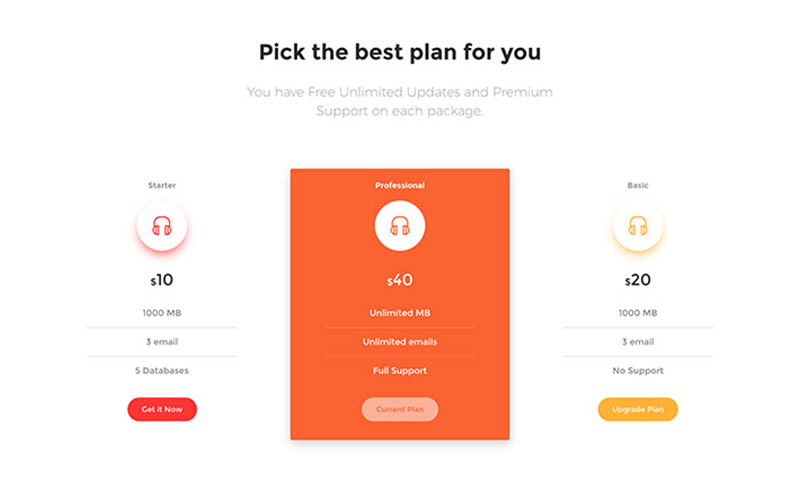 Pick the best plan for you
You have Free Unlimited Updates and Premium
Support on each package.
Starter
$10
1000 MB
3 email
5 Databases
Get it Now
Professional
$40
Unlimited MB
Unlimited emails
Full Support
Current Plan
Basic
$20
1000 MB
3 email
No Support
Upgrade Plan